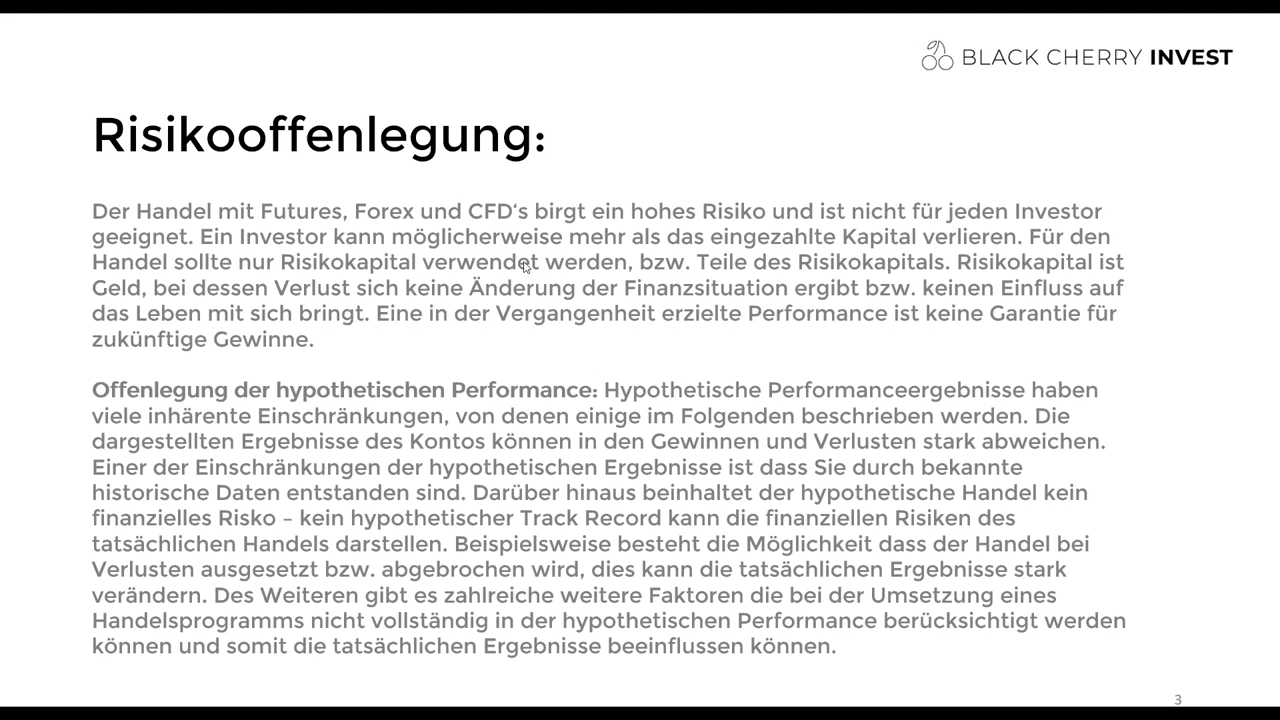 BLACK CHERRY INVEST
Risikooffenlegung:
Der Handel mit Futures, Forex und CFD‘s birgt ein hohes Risiko und ist nicht für jeden Investor
geeignet. Ein Investor kann möglicherweise mehr als das eingezahlte Kapital verlieren. Für den
Handel sollte nur Risikokapital verwendet werden, bzw. Teile des Risikokapitals. Risikokapital ist
Geld, bei dessen Verlust sich keine Änderung der Finanzsituation ergibt bzw. keinen Einfluss auf
das Leben mit sich bringt. Eine in der Vergangenheit erzielte Performance ist keine Garantie für
zukünftige Gewinne.
Offenlegung der hypothetischen Performance: Hypothetische Performanceergebnisse haben
viele inhärente Einschränkungen, von denen einige im Folgenden beschrieben werden. Die
dargestellten Ergebnisse des Kontos können in den Gewinnen und Verlusten stark abweichen.
Einer der Einschränkungen der hypothetischen Ergebnisse ist dass Sie durch bekannte
historische Daten entstanden sind. Darüber hinaus beinhaltet der hypothetische Handel kein
finanzielles Risko – kein hypothetischer Track Record kann die finanziellen Risiken des
tatsächlichen Handels darstellen. Beispielsweise besteht die Möglichkeit dass der Handel bei
Verlusten ausgesetzt bzw. abgebrochen wird, dies kann die tatsächlichen Ergebnisse stark
verändern. Des Weiteren gibt es zahlreiche weitere Faktoren die bei der Umsetzung eines
Handelsprogramms nicht vollständig in der hypothetischen Performance berücksichtigt werden
können und somit die tatsächlichen Ergebnisse beeinflussen können.
3